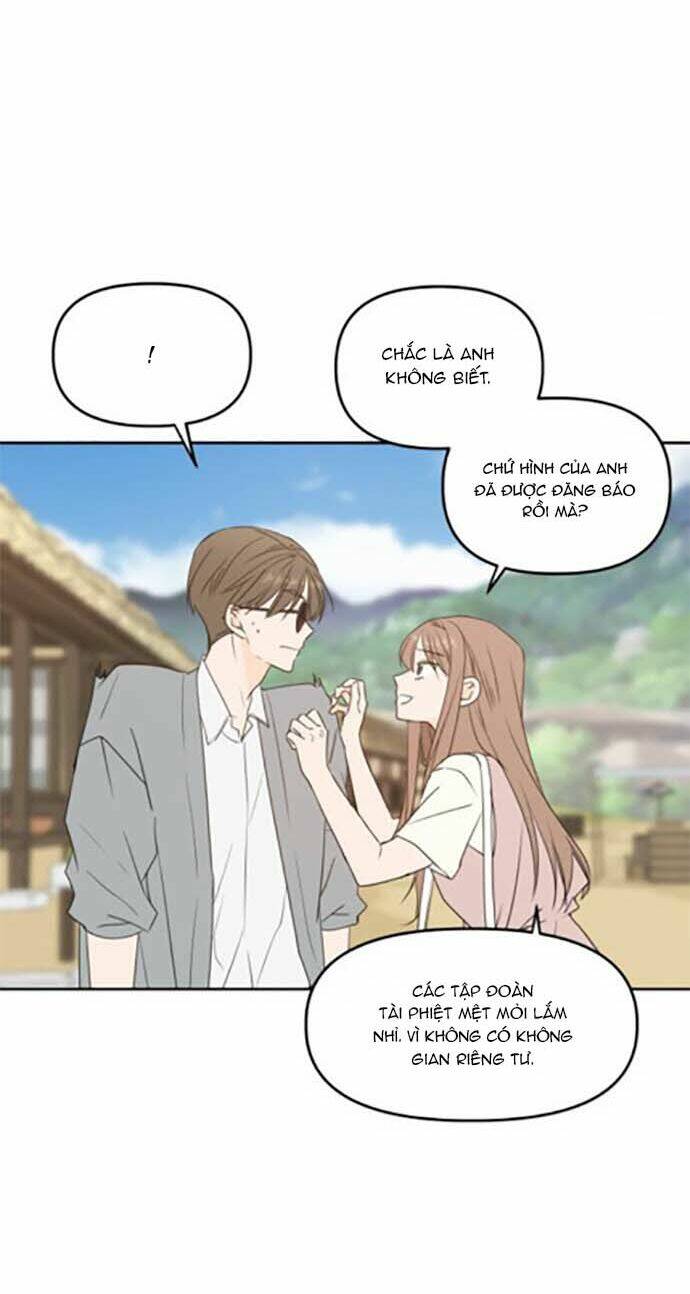 !
CHẮC LÀ ANH
KHÔNG BIẾT.
CHỨ HÌNH CỦA ANH
ĐÃ ĐƯỢC ĐĂNG BÁO
RỒI MÀ?
CÁC TẬP ĐOÀN
TÀI PHIỆT MỆT MỎI LẮM
NHỈ. VÌ KHÔNG CÓ KHÔNG
GIAN RIÊNG TƯ.